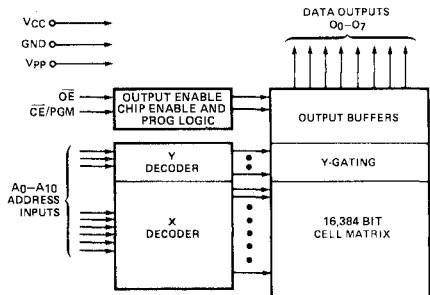 VCC
GND
VPP
DATA OUTPUTS
O0–O7
OE
CE/PGM
OUTPUT ENABLE
CHIP ENABLE AND
PROG LOGIC
OUTPUT BUFFERS
Y
DECODER
Y-GATING
A0–A10
ADDRESS
INPUTS
X
DECODER
16,384 BIT
CELL MATRIX